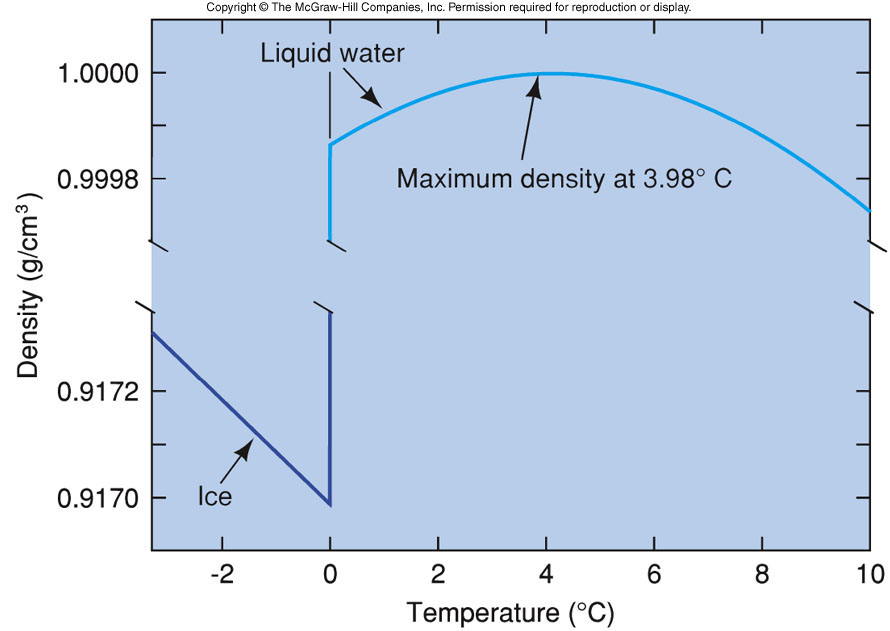 Copyright © The McGraw-Hill Companies, Inc. Permission required for reproduction or display.
Liquid water
1.0000
Maximum density at 3.98° C
0.9998
Density (g/cm³)
0.9172
Ice
0.9170
-2 0 2 4 6 8 10
Temperature (°C)